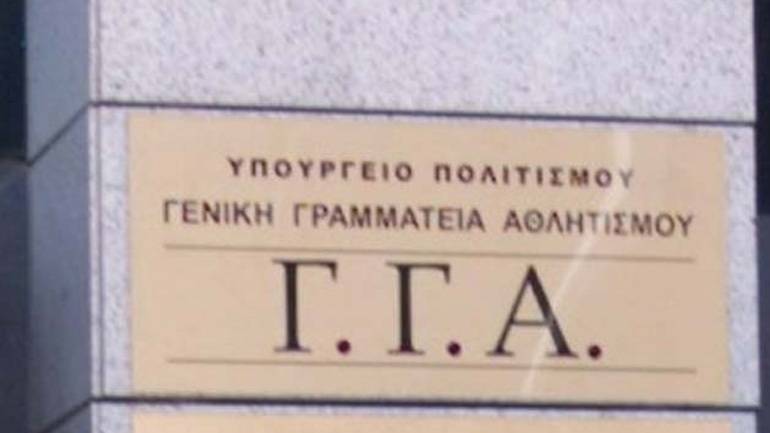 ΥΠΟΥΡΓΕΙΟ ΠΟΛΙΤΙΣΜΟΥ
ΓΕΝΙΚΗ ΓΡΑΜΜΑΤΕΙΑ ΑΘΛΗΤΙΣΜΟΥ
Γ.Γ.Α.